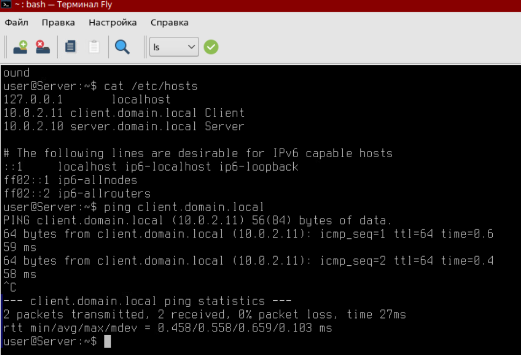 ~ : bash — Терминал Fly
Файл Правка Настройка Справка
ls
ound
user@Server:~$ cat /etc/hosts
127.0.0.1 localhost
10.0.2.11 client.domain.local Client
10.0.2.10 server.domain.local Server
# The following lines are desirable for IPv6 capable hosts
::1 localhost ip6-localhost ip6-loopback
ff02::1 ip6-allnodes
ff02::2 ip6-allrouters
user@Server:~$ ping client.domain.local
PING client.domain.local (10.0.2.11) 56(84) bytes of data.
64 bytes from client.domain.local (10.0.2.11): icmp_seq=1 ttl=64 time=0.6
59 ms
64 bytes from client.domain.local (10.0.2.11): icmp_seq=2 ttl=64 time=0.4
58 ms
^C
--- client.domain.local ping statistics ---
2 packets transmitted, 2 received, 0% packet loss, time 27ms
rtt min/avg/max/mdev = 0.458/0.558/0.659/0.103 ms
user@Server:~$